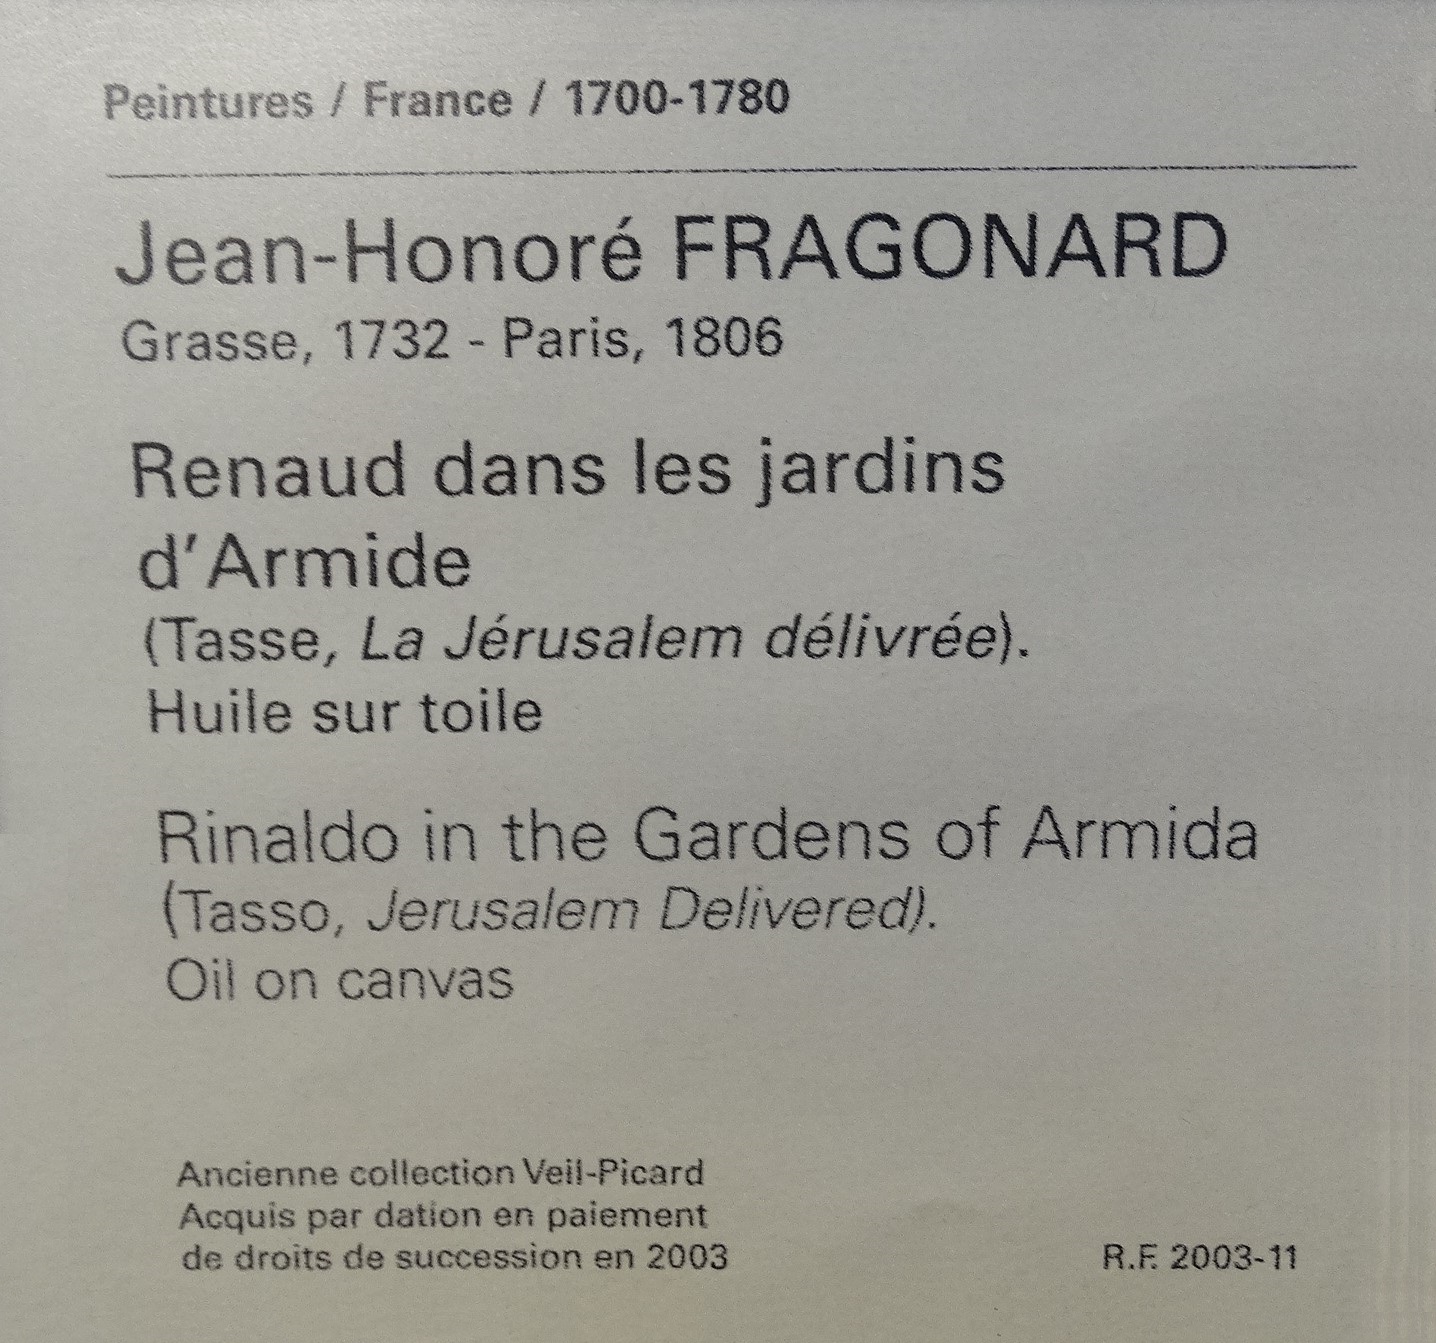 Peintures / France / 1700-1780
Jean-Honoré FRAGONARD
Grasse, 1732 - Paris, 1806
Renaud dans les jardins
d'Armide
(Tasse, La Jérusalem délivrée).
Huile sur toile
Rinaldo in the Gardens of Armida
(Tasso, Jerusalem Delivered).
Oil on canvas
Ancienne collection Veil-Picard
Acquis par dation en paiement
de droits de succession en 2003
R.F. 2003-11